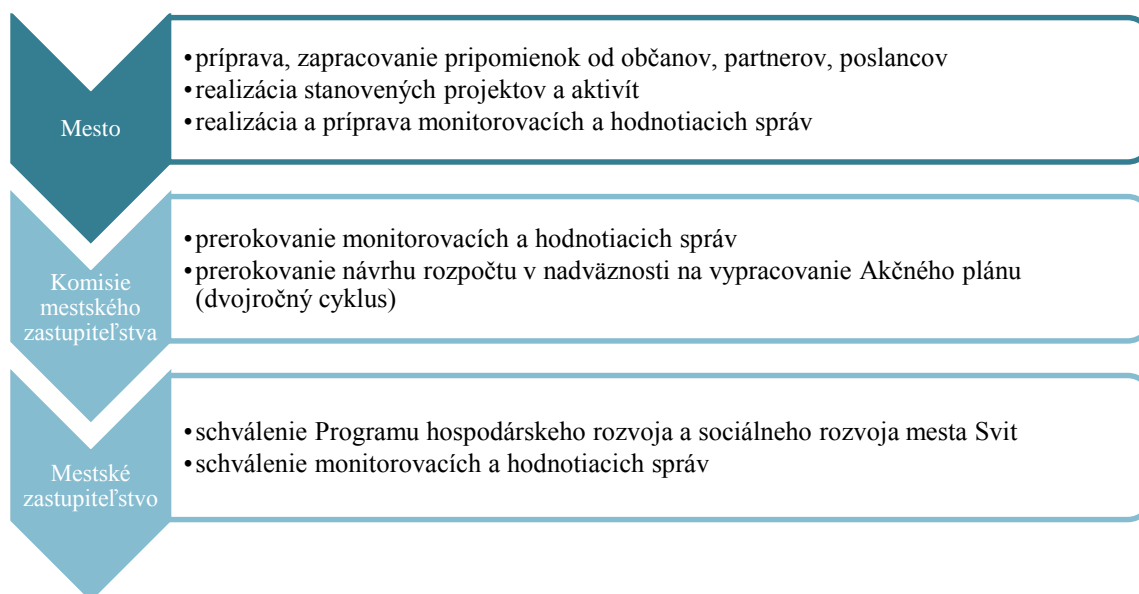 Mesto
•príprava, zapracovanie pripomienok od občanov, partnerov, poslancov
•realizácia stanovených projektov a aktivít
•realizácia a príprava monitorovacích a hodnotiacich správ
Komisie
mestského
zastupiteľstva
•prerokovanie monitorovacích a hodnotiacich správ
•prerokovanie návrhu rozpočtu v nadväznosti na vypracovanie Akčného plánu
(dvojročný cyklus)
Mestské
zastupiteľstvo
•schválenie Programu hospodárskeho rozvoja a sociálneho rozvoja mesta Svit
•schválenie monitorovacích a hodnotiacich správ